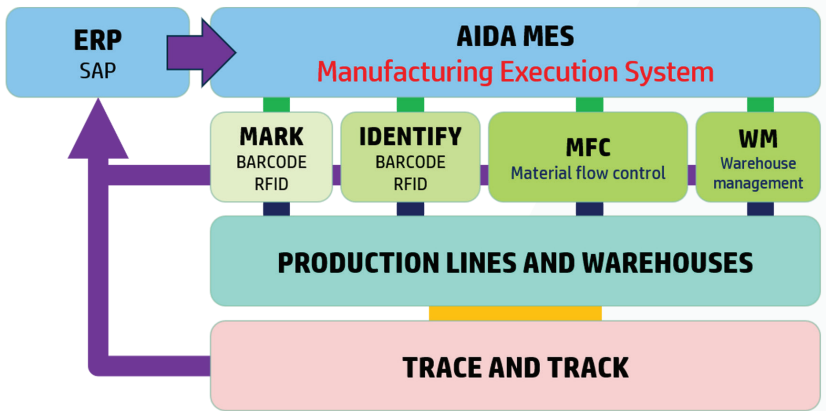 ERP
SAP
AIDA MES
Manufacturing Execution System
MARK
BARCODE
RFID
IDENTIFY
BARCODE
RFID
MFC
Material flow control
WM
Warehouse
management
PRODUCTION LINES AND WAREHOUSES
TRACE AND TRACK